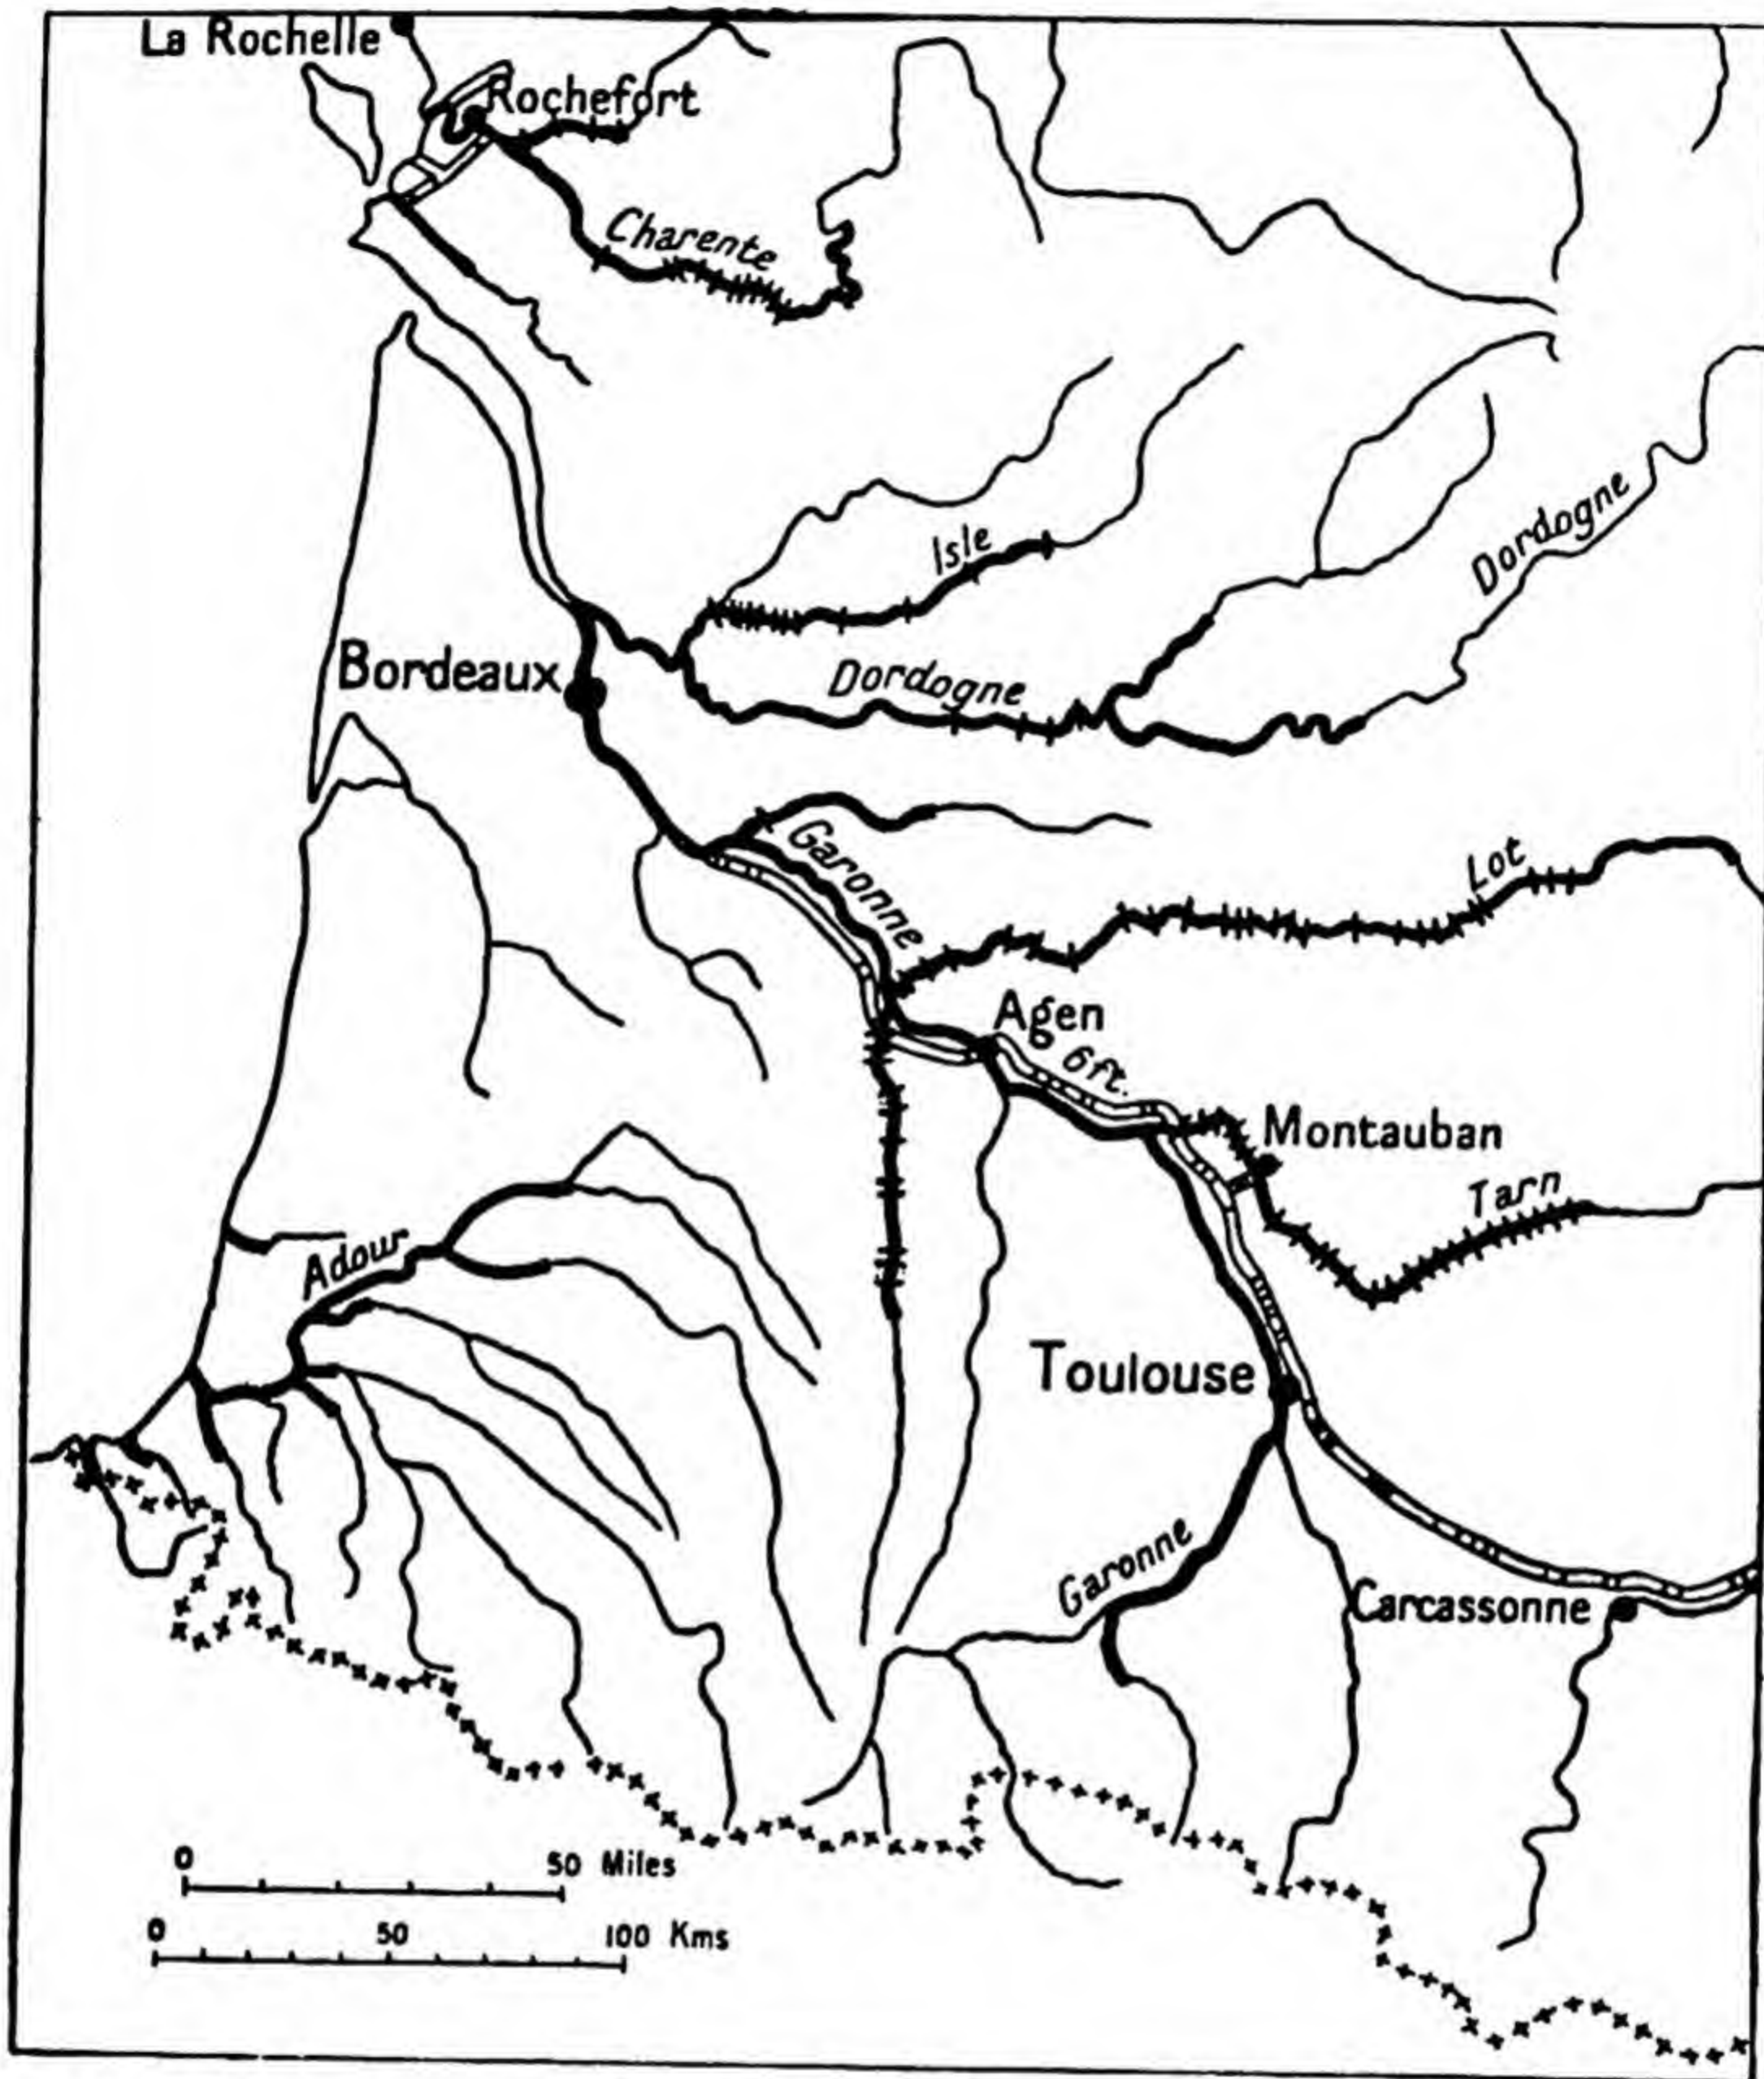 La Rochelle
Rochefort
Charente
Isle
Dordogne
Bordeaux
Dordogne
Garonne
Lot
Agen
6ft.
Montauban
Tarn
Adour
Toulouse
Garonne
Carcassonne
0 50 Miles
0 50 100 Kms